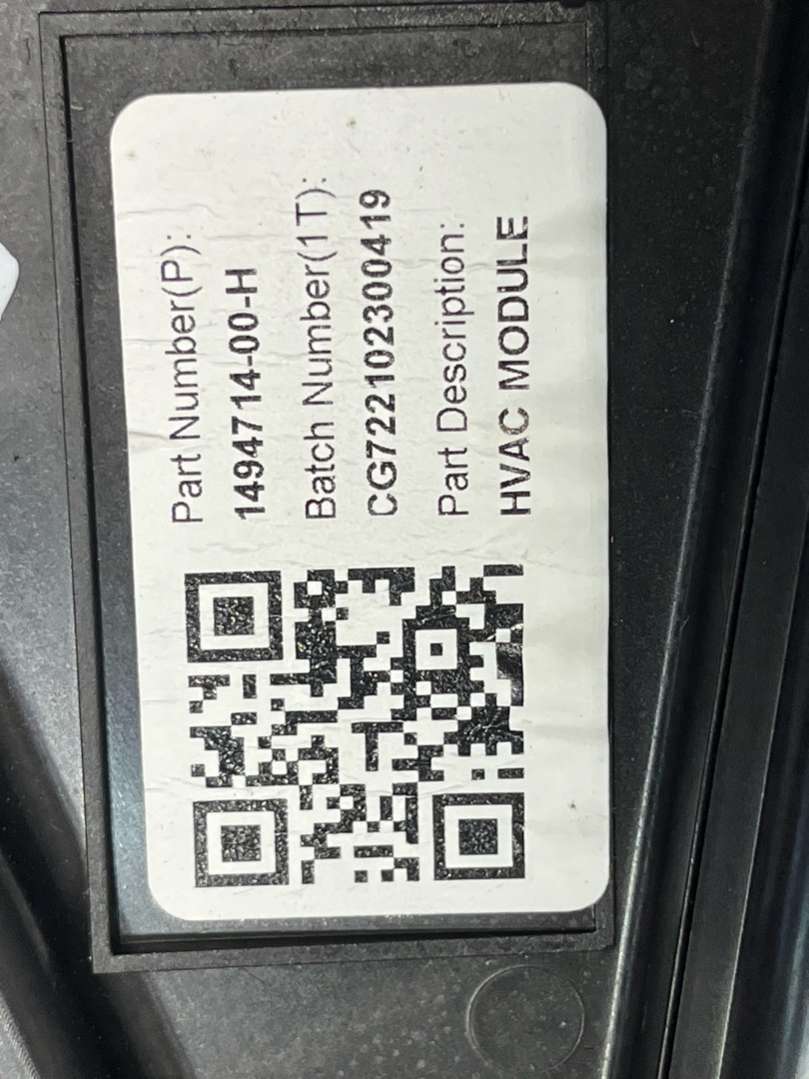 Part Number(P):
1494714-00-H
Batch Number(1T):
CG722102300419
Part Description:
HVAC MODULE